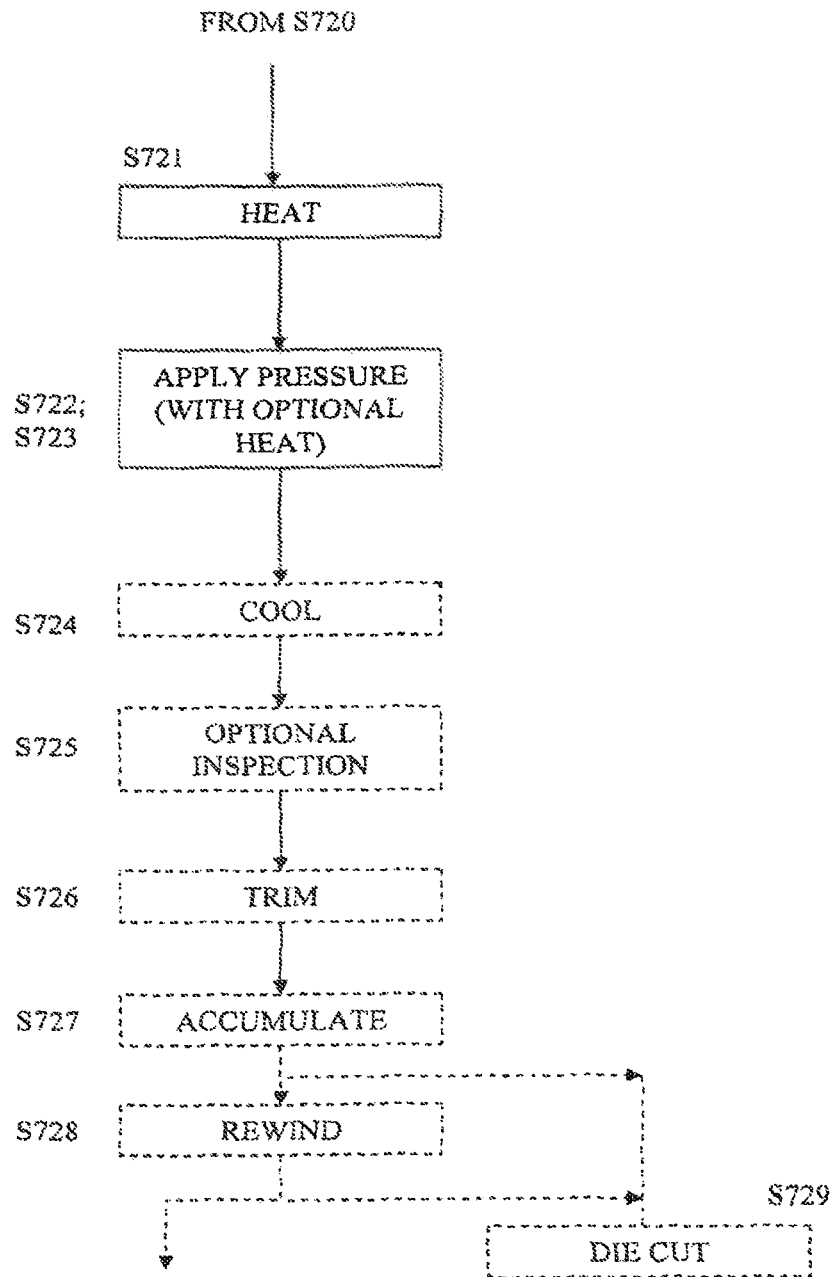 FROM S720
S721
HEAT
S722;
S723
APPLY PRESSURE
(WITH OPTIONAL
HEAT)
S724
COOL
S725
OPTIONAL
INSPECTION
S726
TRIM
S727
ACCUMULATE
S728
REWIND
S729
DIE CUT